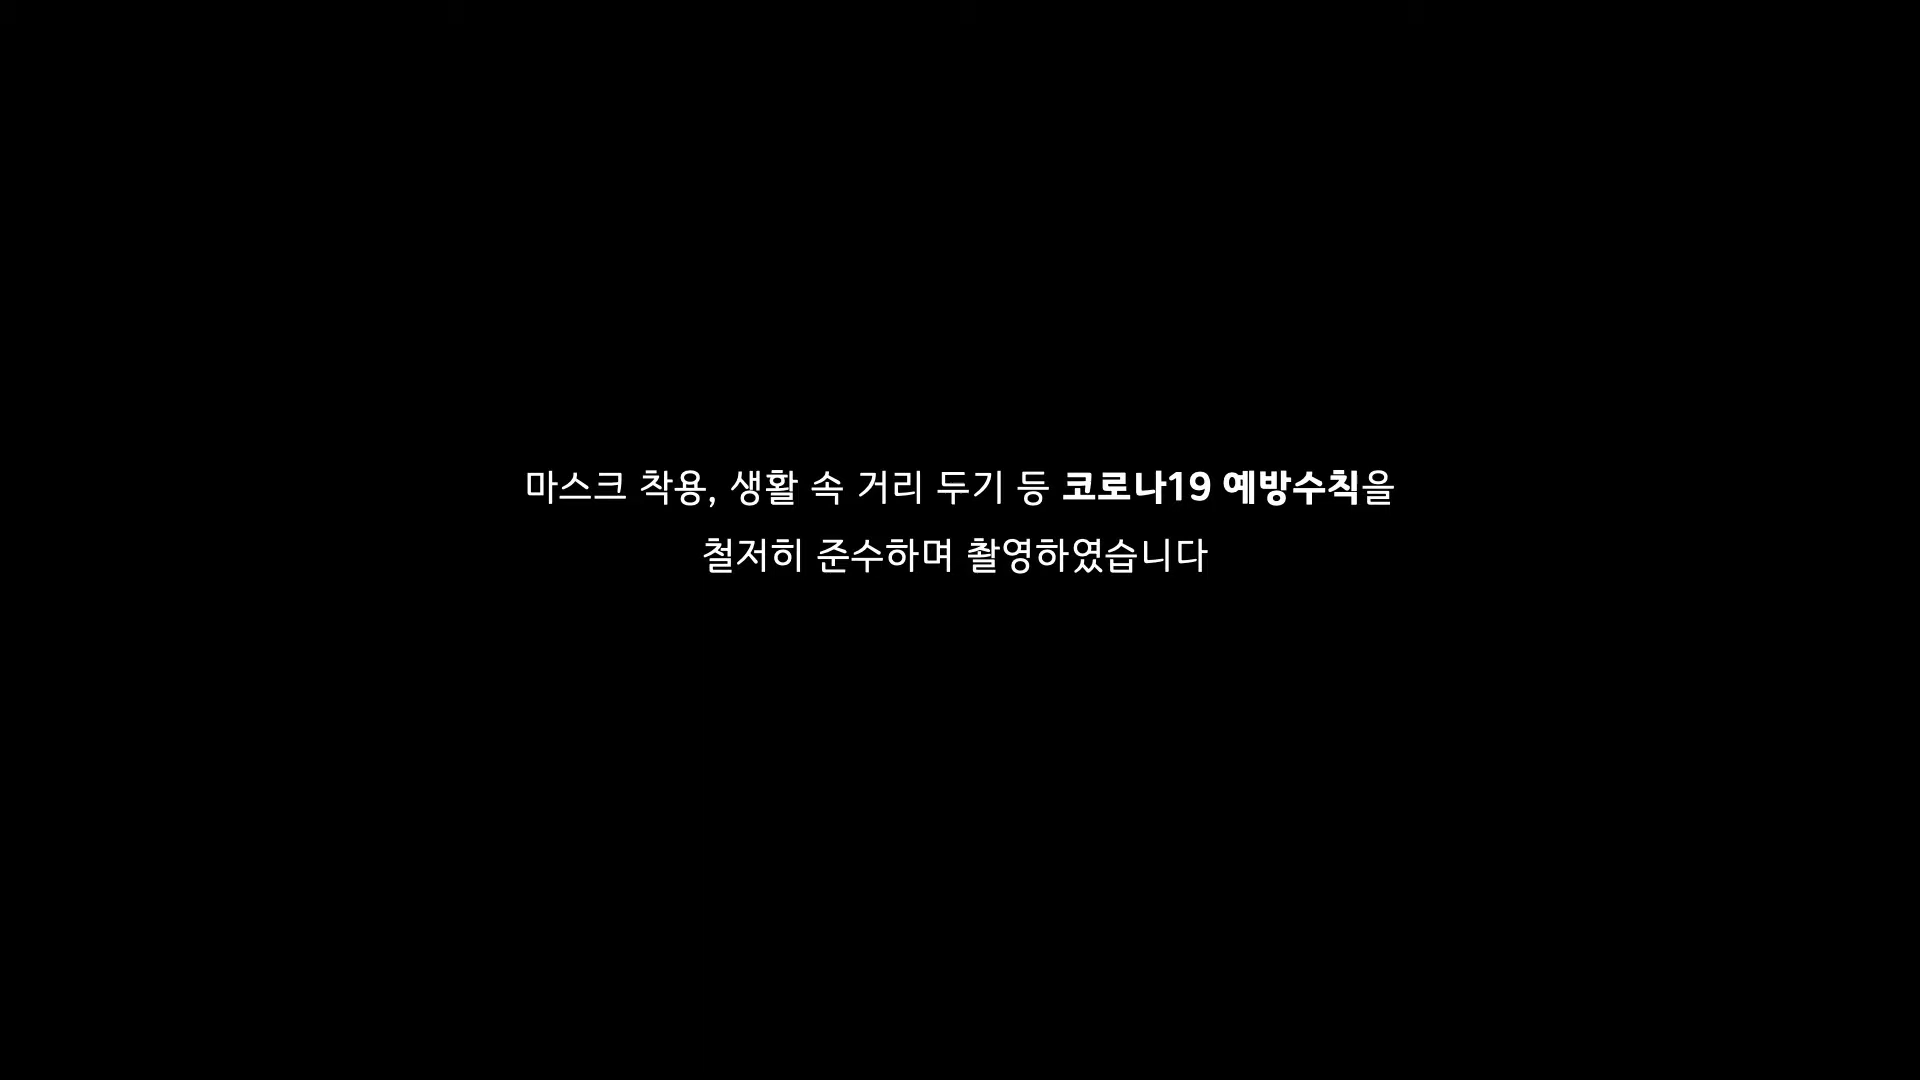 마스크 착용, 생활 속 거리 두기 등 코로나19 예방수칙을
철저히 준수하며 촬영하였습니다